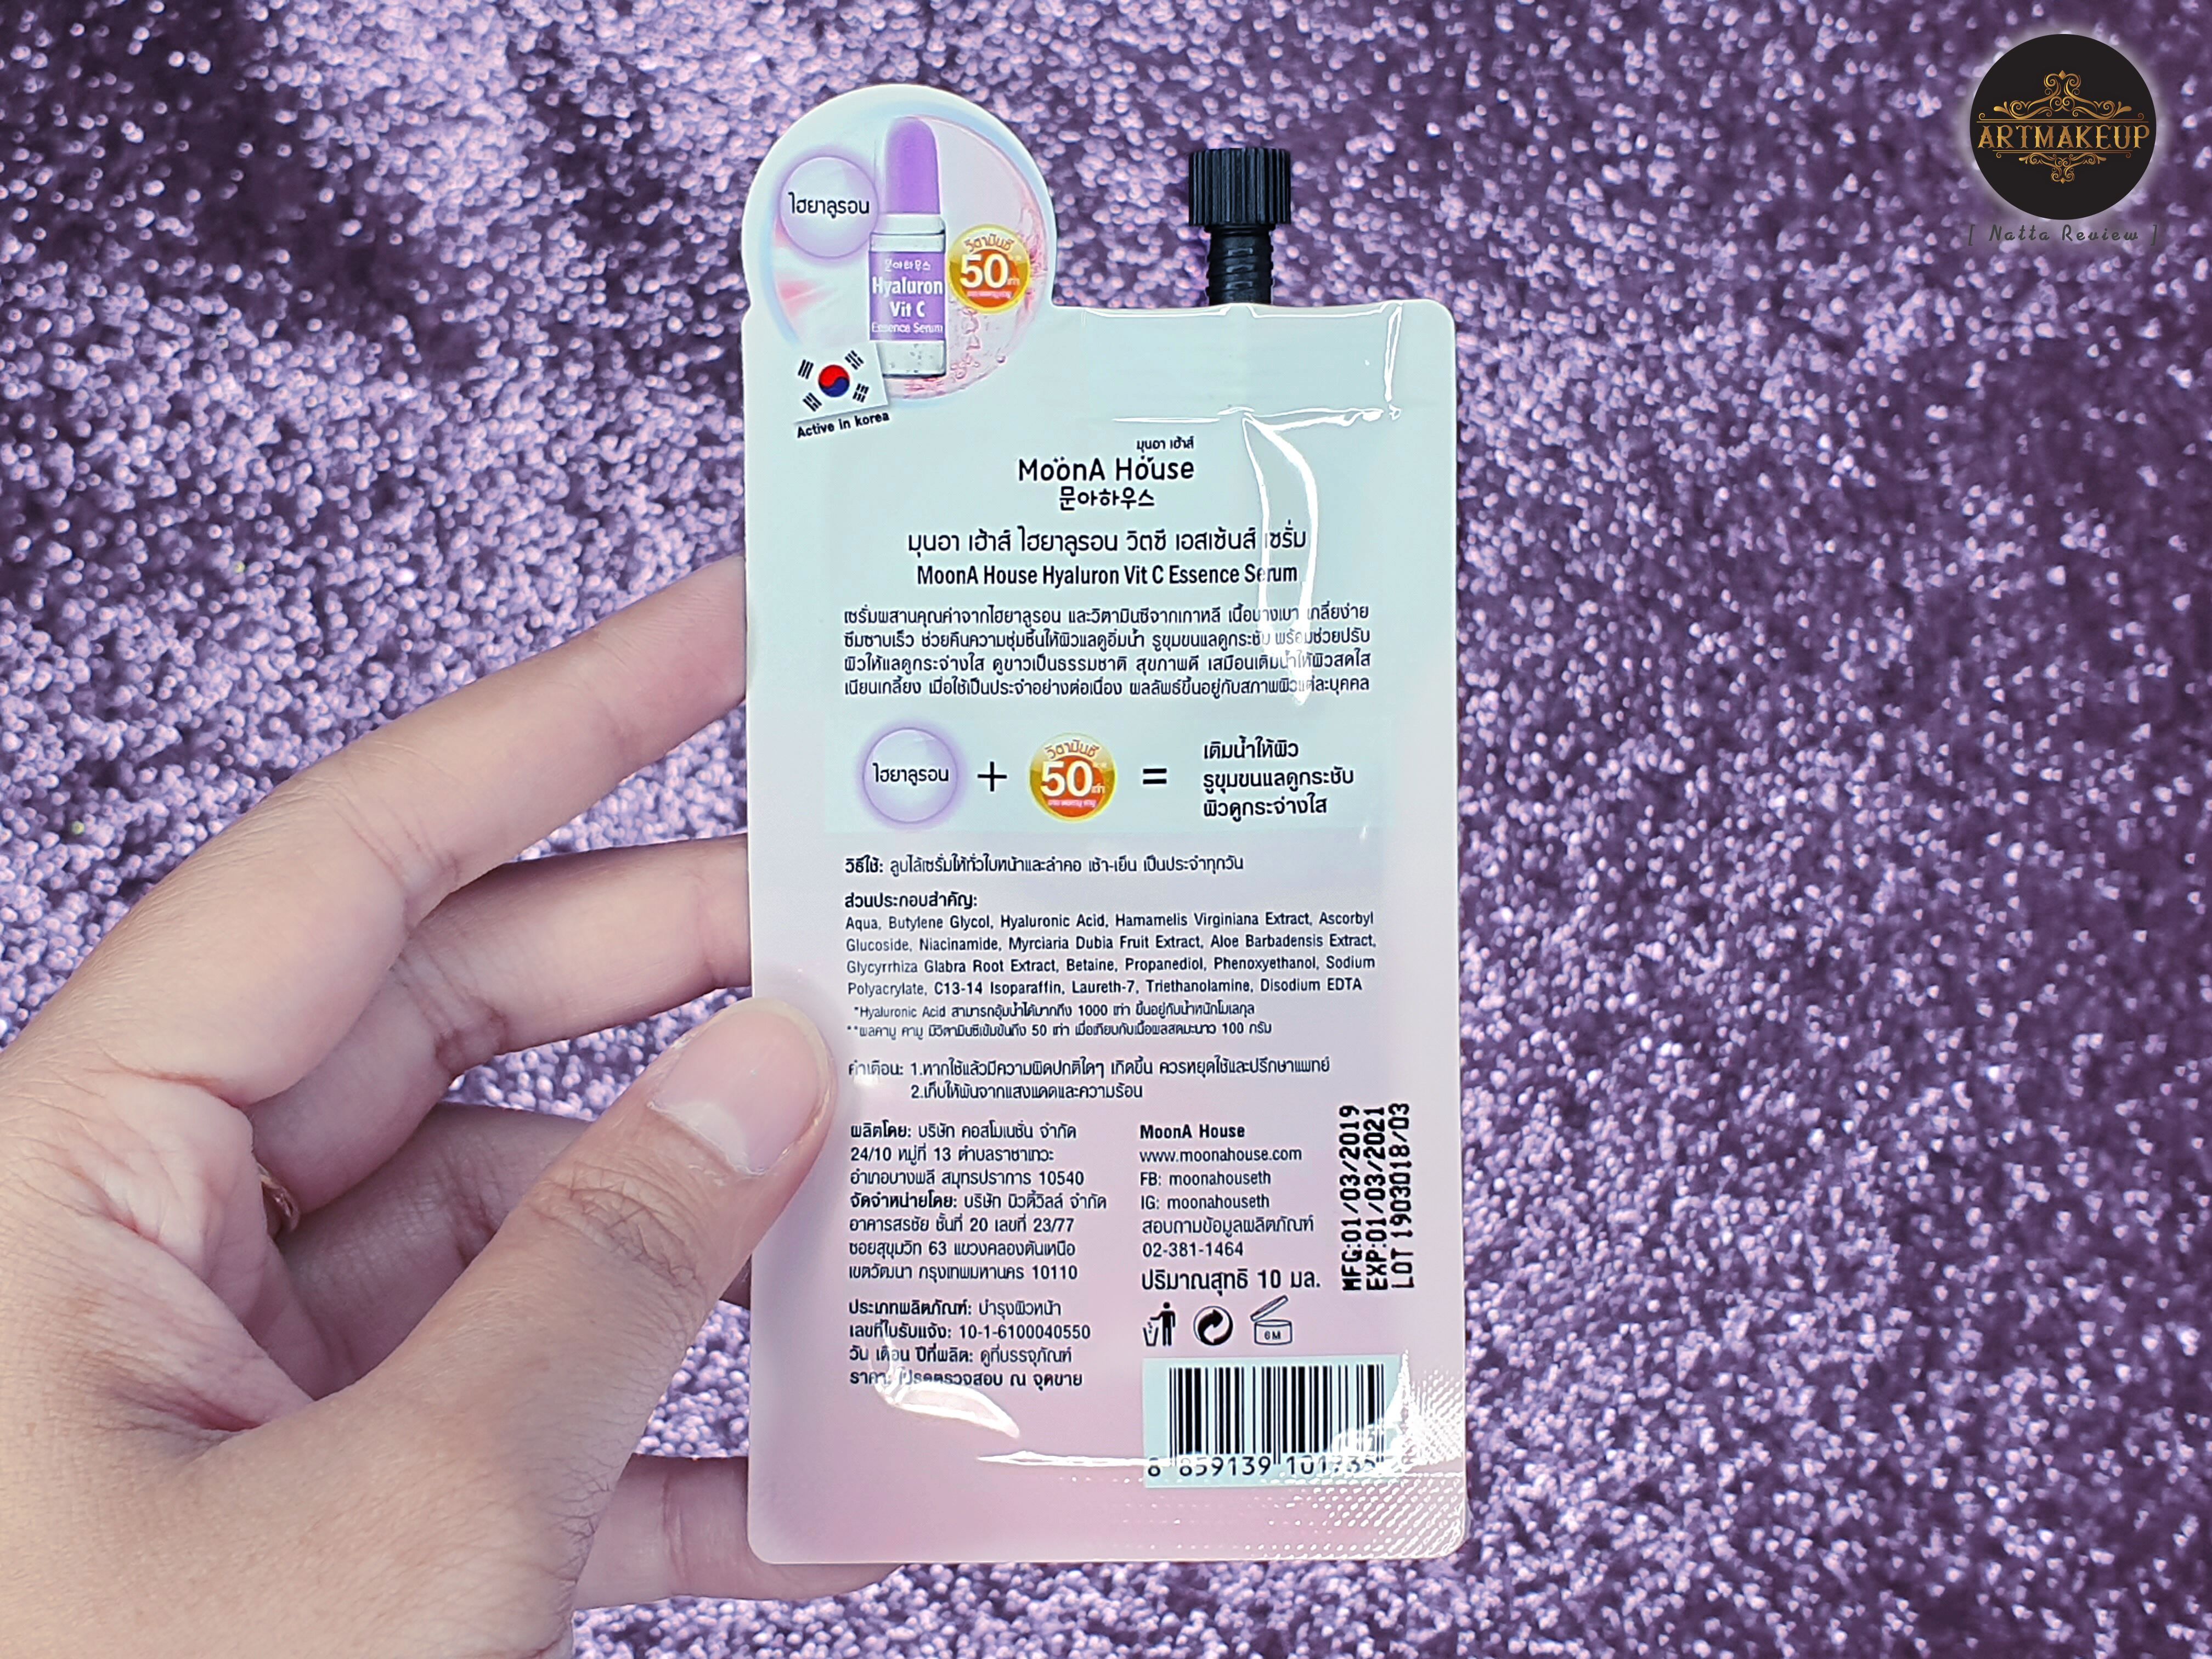 ARTMAKEUP
[ Natta Review ]
ไฮยาลูรอน
문아하우스
Hyaluron
Vit C
Essence Serum
วิตามินซี
50
เท่า
Active in korea
มุนอา เฮ้าส์
MoonA House
문아하우스
มุนอา เฮ้าส์ ไฮยาลูรอน วิตซี เอสเซ้นส์ เซรั่ม
MoonA House Hyaluron Vit C Essence Serum
เซรั่มผสานคุณค่าจากไฮยาลูรอน และวิตามินซีจากเกาหลี เนื้อบางเบา เกลี่ยง่าย
ซึมซาบเร็ว ช่วยคืนความชุ่มชื้นให้ผิวแลดูอิ่มน้ำ รูขุมขนแลดูกระชับ พร้อมช่วยปรับ
ผิวให้แลดูกระจ่างใส ดูขาวเป็นธรรมชาติ สุขภาพดี เสมือนเติมน้ำให้ผิวสดใส
เนียนเกลี้ยง เมื่อใช้เป็นประจำอย่างต่อเนื่อง ผลลัพธ์ขึ้นอยู่กับสภาพผิวแต่ละบุคคล
ไฮยาลูรอน + วิตามินซี 50 เท่า =
เติมน้ำให้ผิว
รูขุมขนแลดูกระชับ
ผิวดูกระจ่างใส
วิธีใช้: ลูบไล้เซรั่มให้ทั่วใบหน้าและลำคอ เช้า-เย็น เป็นประจำทุกวัน
ส่วนประกอบสำคัญ:
Aqua, Butylene Glycol, Hyaluronic Acid, Hamamelis Virginiana Extract, Ascorbyl
Glucoside, Niacinamide, Myrciaria Dubia Fruit Extract, Aloe Barbadensis Extract,
Glycyrrhiza Glabra Root Extract, Betaine, Propanediol, Phenoxyethanol, Sodium
Polyacrylate, C13-14 Isoparaffin, Laureth-7, Triethanolamine, Disodium EDTA
*Hyaluronic Acid สามารถอุ้มน้ำได้มากถึง 1000 เท่า ขึ้นอยู่กับน้ำหนักโมเลกุล
**ผลคามู คามู มีวิตามินซีเข้มข้นถึง 50 เท่า เมื่อเทียบกับเนื้อผลสดมะนาว 100 กรัม
คำเตือน: 1.หากใช้แล้วมีความผิดปกติใดๆ เกิดขึ้น ควรหยุดใช้และปรึกษาแพทย์
2.เก็บให้พ้นจากแสงแดดและความร้อน
ผลิตโดย: บริษัท คอสโมเนชั่น จำกัด
24/10 หมู่ที่ 13 ตำบลราชาเทวะ
อำเภอบางพลี สมุทรปราการ 10540
จัดจำหน่ายโดย: บริษัท บิวตี้วิลล์ จำกัด
อาคารสรชัย ชั้นที่ 20 เลขที่ 23/77
ซอยสุขุมวิท 63 แขวงคลองตันเหนือ
เขตวัฒนา กรุงเทพมหานคร 10110
ประเภทผลิตภัณฑ์: บำรุงผิวหน้า
เลขที่ใบรับแจ้ง: 10-1-6100040550
วัน เดือน ปีที่ผลิต: ดูที่บรรจุภัณฑ์
ราคา: โปรดตรวจสอบ ณ จุดขาย
MoonA House
www.moonahouse.com
FB: moonahouseth
IG: moonahouseth
สอบถามข้อมูลผลิตภัณฑ์
02-381-1464
ปริมาณสุทธิ 10 มล.
6M
MFG:01/03/2019
EXP:01/03/2021
LOT 1903018/03
8 859139